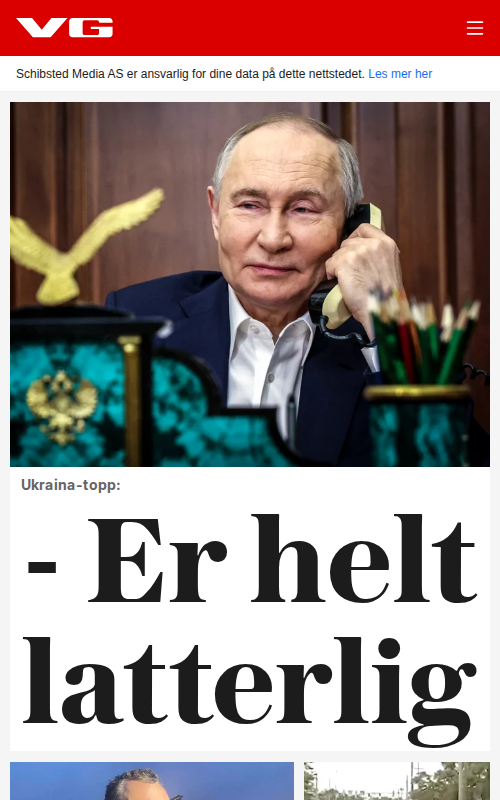 VG
Schibsted Media AS er ansvarlig for dine data på dette nettstedet. Les mer her
Ukraina-topp:
- Er helt
latterlig